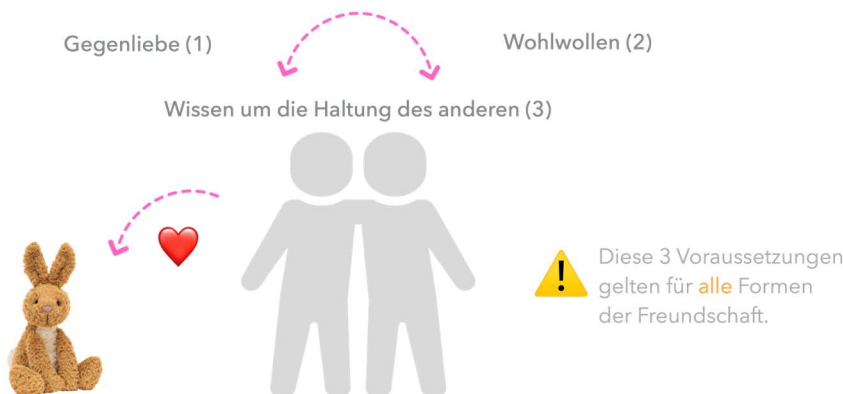 Gegenliebe (1)
Wohlwollen (2)
Wissen um die Haltung des anderen (3)
Diese 3 Voraussetzungen
gelten für alle Formen
der Freundschaft.